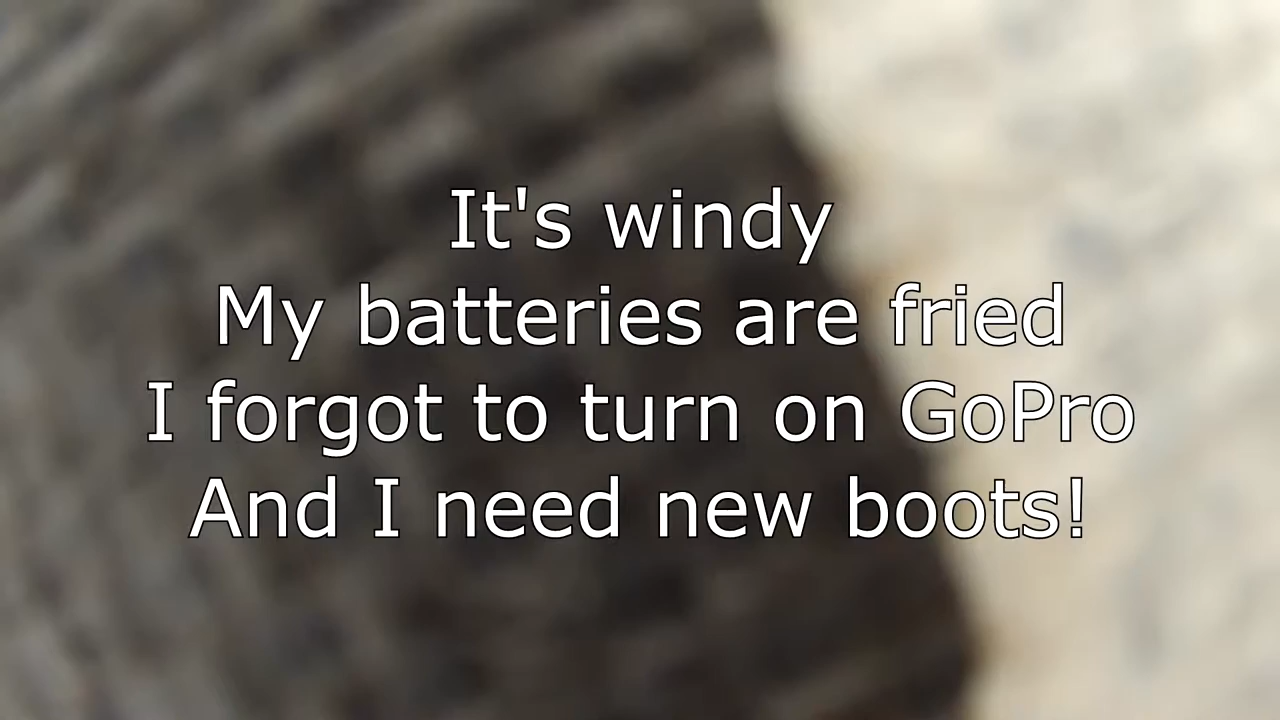 It's windy
My batteries are fried
I forgot to turn on GoPro
And I need new boots!